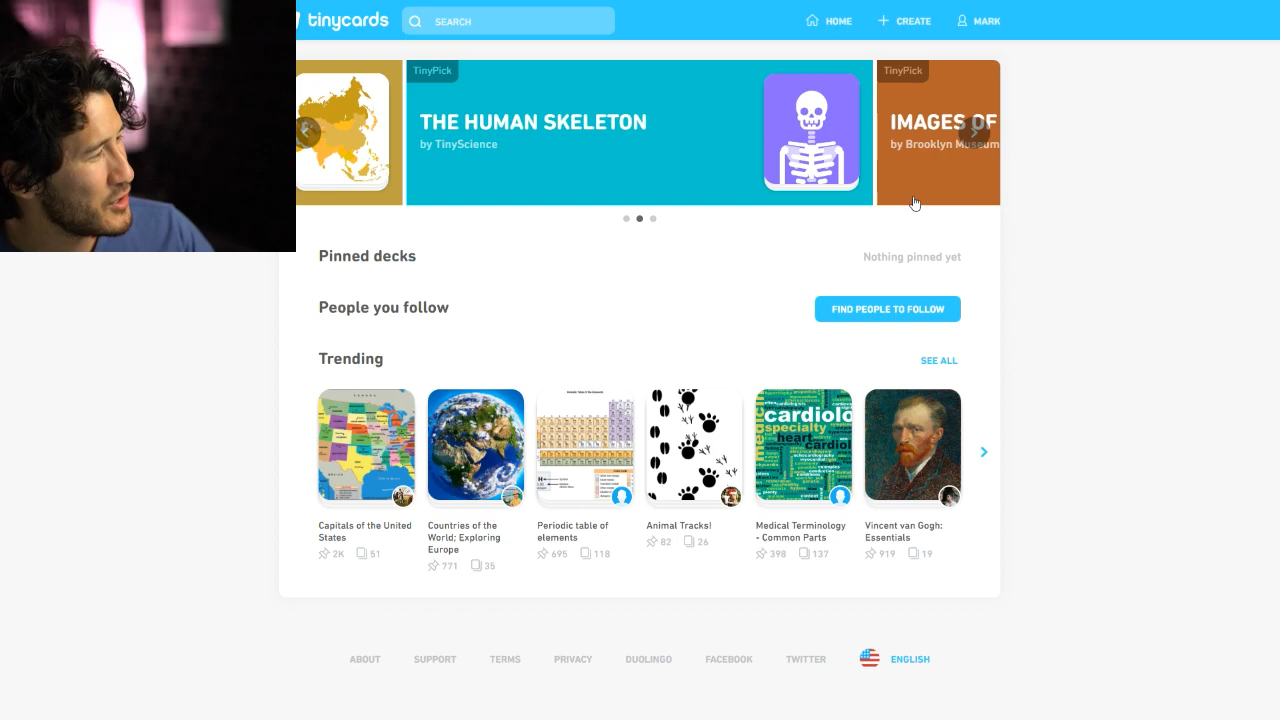 tinycards
SEARCH
HOME
CREATE
MARK
TinyPick
THE HUMAN SKELETON
by TinyScience
TinyPick
IMAGES OF
by Brooklyn Museum
Pinned decks
Nothing pinned yet
People you follow
FIND PEOPLE TO FOLLOW
Trending
SEE ALL
cardiolo
specialty
heart
cardiol
Capitals of the United
States
2K 51
Countries of the
World; Exploring
Europe
771 35
Periodic table of
elements
695 118
Animal Tracks!
82 26
Medical Terminology
- Common Parts
398 137
Vincent van Gogh:
Essentials
919 19
ABOUT
SUPPORT
TERMS
PRIVACY
DUOLINGO
FACEBOOK
TWITTER
ENGLISH